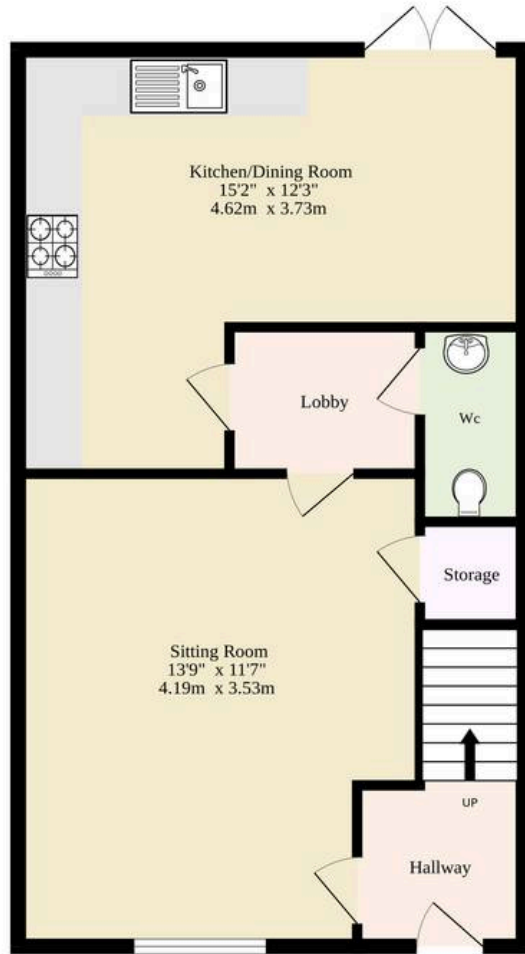 Kitchen/Dining Room
15'2" x 12'3"
4.62m x 3.73m
Lobby
Wc
Storage
Sitting Room
13'9" x 11'7"
4.19m x 3.53m
UP
Hallway